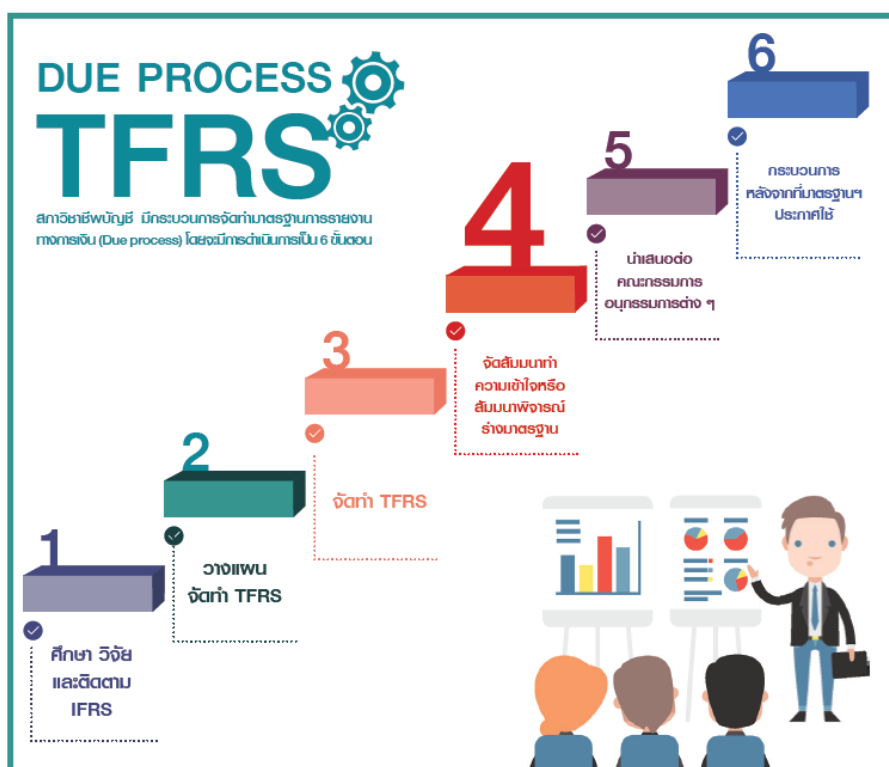 DUE PROCESS
TFRS
สภาวิชาชีพบัญชี มีกระบวนการจัดทำมาตรฐานการรายงาน
ทางการเงิน (Due process) โดยจะมีการดำเนินการเป็น 6 ขั้นตอน
1
ศึกษา วิจัย
และติดตาม
IFRS
2
วางแผน
จัดทำ TFRS
3
จัดทำ TFRS
4
จัดสัมมนาทำ
ความเข้าใจหรือ
สัมมนาพิจารณ์
ร่างมาตรฐาน
5
นำเสนอต่อ
คณะกรรมการ
อนุกรรมการต่าง ๆ
6
กระบวนการ
หลังจากที่มาตรฐานฯ
ประกาศใช้